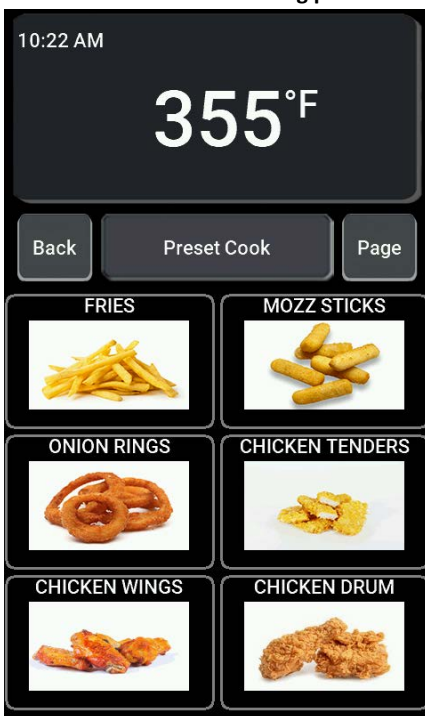 10:22 AM
355°F
Back
Preset Cook
Page
FRIES
MOZZ STICKS
ONION RINGS
CHICKEN TENDERS
CHICKEN WINGS
CHICKEN DRUM